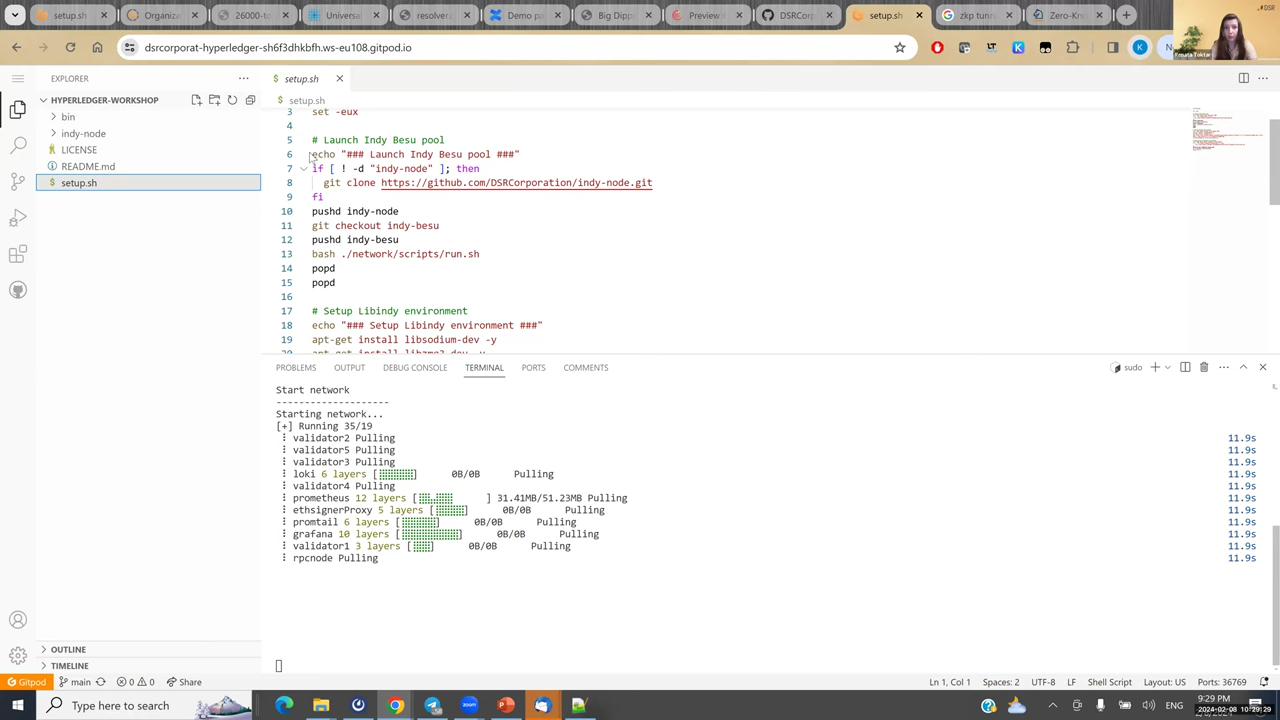 setup.sh
Organiza
26000-to
Universal
resolver
Demo pa
Big Dipp
Preview
DSRCorp
setup.sh
zkp tunn
Zero-Kn
dsrcorporat-hyperledger-sh6f3dhkbfh.ws-eu108.gitpod.io
DSR
EXPLORER
HYPERLEDGER-WORKSHOP
bin
indy-node
LICENSE
README.md
setup.sh
OUTLINE
TIMELINE
setup.sh
setup.sh
3 set -eux
4
5 # Launch Indy Besu pool
6 echo "### Launch Indy Besu pool ###"
7 if [ ! -d "indy-node" ]; then
8 git clone https://github.com/DSRCorporation/indy-node.git
9 fi
10 pushd indy-node
11 git checkout indy-besu
12 pushd indy-besu
13 bash ./network/scripts/run.sh
14 popd
15 popd
16
17 # Setup Libindy environment
18 echo "### Setup Libindy environment ###"
19 apt-get install libsodium-dev -y
PROBLEMS OUTPUT DEBUG CONSOLE TERMINAL PORTS COMMENTS
sudo
Start network
--------------------
Starting network...
[+] Running 35/19
validator2 Pulling 11.9s
validator5 Pulling 11.9s
validator3 Pulling 11.9s
loki 6 layers [] 0B/0B Pulling 11.9s
validator4 Pulling 11.9s
prometheus 12 layers [] 31.41MB/51.23MB Pulling 11.9s
ethsignerProxy 5 layers [] 0B/0B Pulling 11.9s
promtail 6 layers [] 0B/0B Pulling 11.9s
grafana 10 layers [] 0B/0B Pulling 11.9s
validator1 3 layers [] 0B/0B Pulling 11.9s
rpcnode Pulling 11.9s
Gitpod main 0 0 Share Ln 1, Col 1 Spaces: 2 UTF-8 LF Shell Script Layout: US Ports: 36769
Type here to search
ENG
9:29 PM
2024-02-08 10:29:29